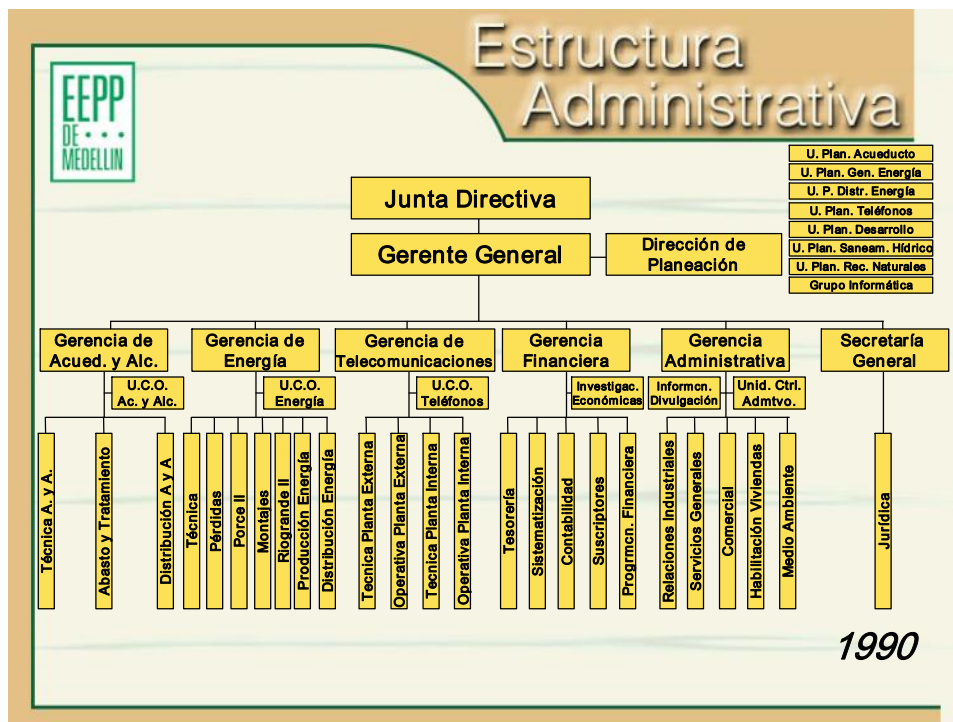 Estructura
Administrativa
EEPP
DE
MEDELLIN
U. Plan. Acueducto
U. Plan. Gen. Energía
U. P. Distr. Energía
U. Plan. Teléfonos
U. Plan. Desarrollo
U. Plan. Saneam. Hídrico
U. Plan. Rec. Naturales
Grupo Informática
Junta Directiva
Gerente General
Dirección de
Planeación
Gerencia de
Acued. y Alc.
Gerencia de
Energía
Gerencia de
Telecomunicaciones
Gerencia
Financiera
Gerencia
Administrativa
Secretaría
General
U.C.O.
Ac. y Alc.
U.C.O.
Energía
U.C.O.
Teléfonos
Investigac.
Económicas
Informcn.
Divulgación
Unid. Ctrl.
Admtvo.
Técnica A. y A.
Abasto y Tratamiento
Distribución A y A
Técnica
Pérdidas
Porce II
Montajes
Riogrande II
Producción Energía
Distribución Energía
Tecnica Planta Externa
Operativa Planta Externa
Tecnica Planta Interna
Operativa Planta Interna
Tesorería
Sistematización
Contabilidad
Suscriptores
Progrmcn. Financiera
Relaciones Industriales
Servicios Generales
Comercial
Habilitación Viviendas
Medio Ambiente
Jurídica
1990